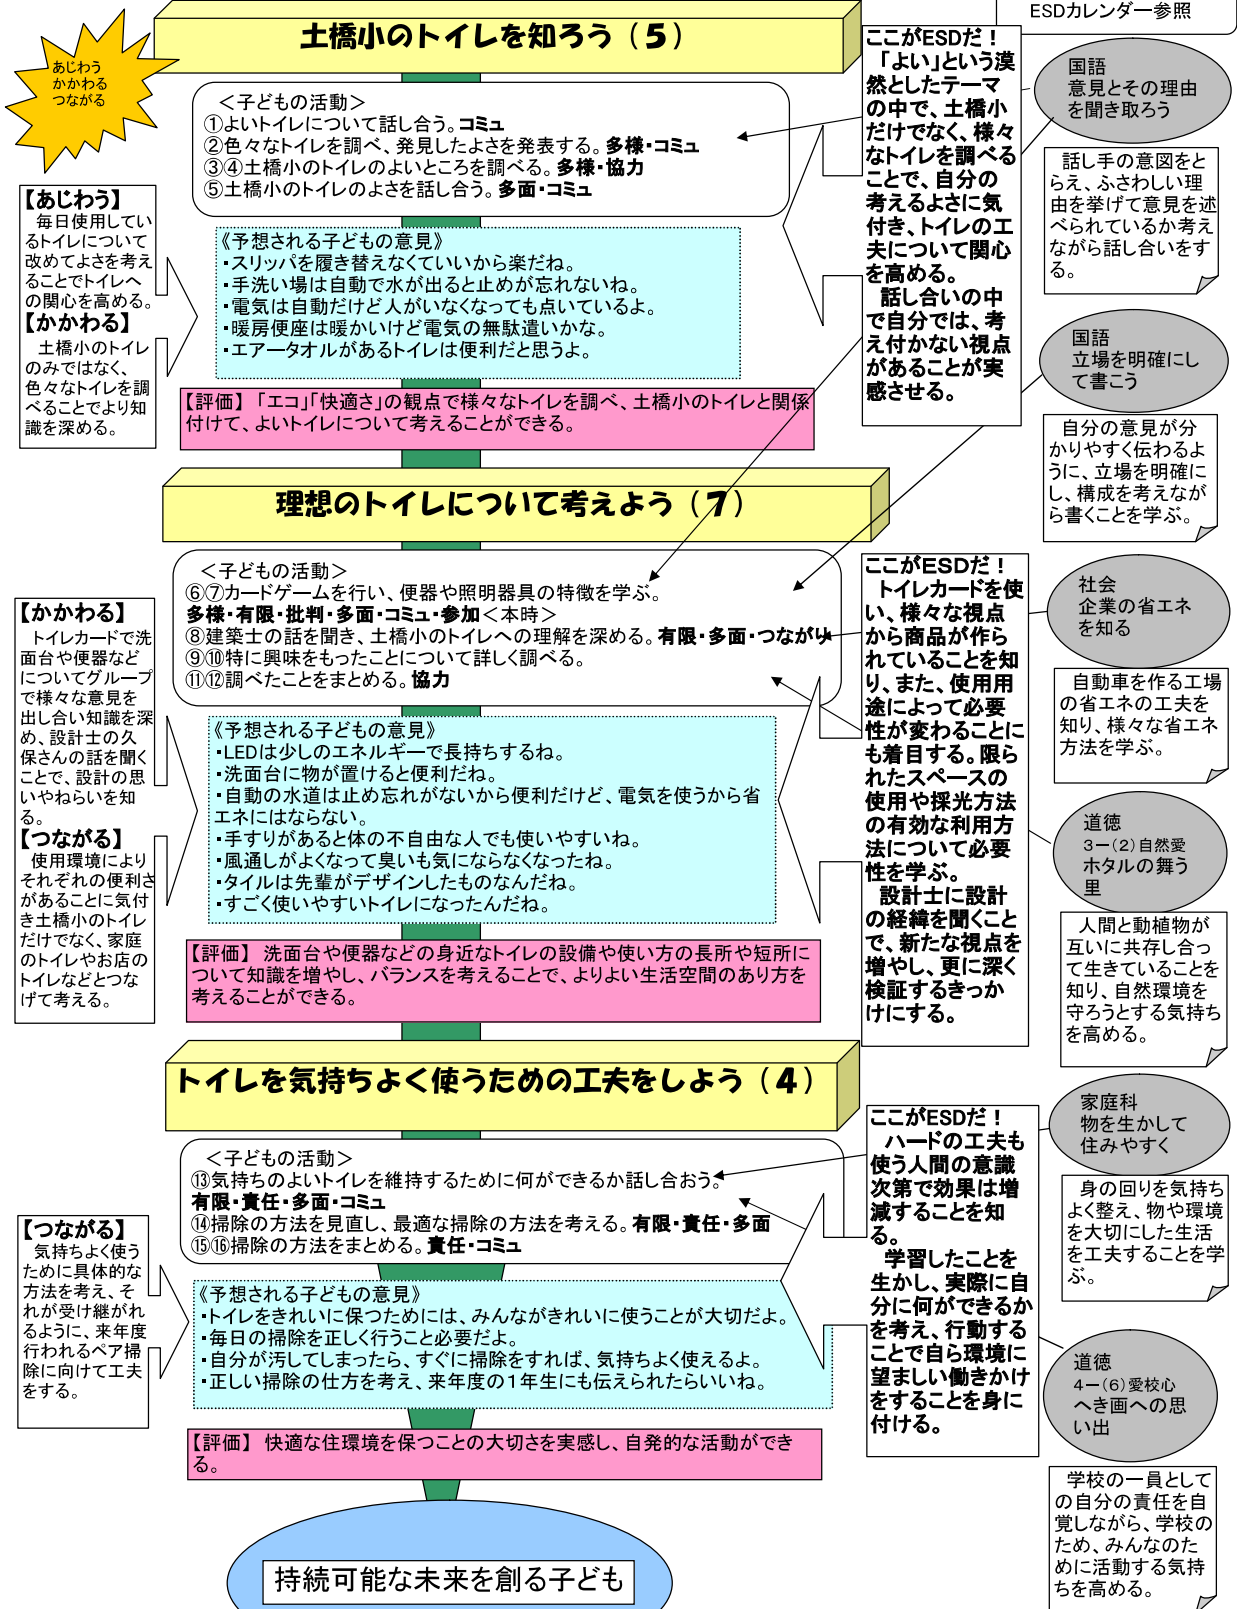 ESDカレンダー参照
土橋小のトイレを知ろう（５）
あじわう
かかわる
つながる
＜子どもの活動＞
①よいトイレについて話し合う。コミュ
②色々なトイレを調べ、発見したよさを発表する。多様・コミュ
③④土橋小のトイレのよいところを調べる。多様・協力
⑤土橋小のトイレのよさを話し合う。多面・コミュ
【あじわう】
毎日使用してい
るトイレについて
改めてよさを考え
ることでトイレへ
の関心を高める。
【かかわる】
土橋小のトイレ
のみではなく、
色々なトイレを調
べることでより知
識を深める。
《予想される子どもの意見》
・スリッパを履き替えなくていいから楽だね。
・手洗い場は自動で水が出ると止めが忘れないね。
・電気は自動だけど人がいなくなっても点いているよ。
・暖房便座は暖かいけど電気の無駄遣いかな。
・エアータオルがあるトイレは便利だと思うよ。
【評価】「エコ」「快適さ」の観点で様々なトイレを調べ、土橋小のトイレと関係
付けて、よいトイレについて考えることができる。
ここがESDだ！
「よい」という漠
然としたテーマ
の中で、土橋小
だけでなく、様々
なトイレを調べる
ことで、自分の
考えるよさに気
付き、トイレの工
夫について関心
を高める。
話し合いの中
で自分では、考
え付かない視点
があることが実
感させる。
国語
意見とその理由
を聞き取ろう
話し手の意図をと
らえ、ふさわしい理
由を挙げて意見を述
べられているか考え
ながら話し合いをす
る。
国語
立場を明確にし
て書こう
自分の意見が分
かりやすく伝わるよ
うに、立場を明確に
し、構成を考えなが
ら書くことを学ぶ。
理想のトイレについて考えよう（７）
＜子どもの活動＞
⑥⑦カードゲームを行い、便器や照明器具の特徴を学ぶ。
多様・有限・批判・多面・コミュ・参加＜本時＞
⑧建築士の話を聞き、土橋小のトイレへの理解を深める。有限・多面・つながり
⑨⑩特に興味をもったことについて詳しく調べる。
⑪⑫調べたことをまとめる。協力
【かかわる】
トイレカードで洗
面台や便器など
についてグループ
で様々な意見を
出し合い知識を深
め、設計士の久
保さんの話を聞く
ことで、設計の思
いやねらいを知
る。
【つながる】
使用環境により
それぞれの便利さ
があることに気付
き土橋小のトイレ
だけでなく、家庭
のトイレやお店の
トイレなどとつな
げて考える。
《予想される子どもの意見》
・LEDは少しのエネルギーで長持ちするね。
・洗面台に物が置けると便利だね。
・自動の水道は止め忘れがないから便利だけど、電気を使うから省
エネにはならない。
・手すりがあると体の不自由な人でも使いやすいね。
・風通しがよくなって臭いも気にならなくなったね。
・タイルは先輩がデザインしたものなんだね。
・すごく使いやすいトイレになったんだね。
【評価】 洗面台や便器などの身近なトイレの設備や使い方の長所や短所に
ついて知識を増やし、バランスを考えることで、よりよい生活空間のあり方を
考えることができる。
ここがESDだ！
トイレカードを使
い、様々な視点
から商品が作ら
れていることを知
り、また、使用用
途によって必要
性が変わることに
も着目する。限ら
れたスペースの
使用や採光方法
の有効な利用方
法について必要
性を学ぶ。
設計士に設計
の経緯を聞くこと
で、新たな視点を
増やし、更に深く
検証するきっか
けにする。
社会
企業の省エネ
を知る
自動車を作る工場
の省エネの工夫を
知り、様々な省エネ
方法を学ぶ。
道徳
３－（２）自然愛
ホタルの舞う
里
人間と動植物が
互いに共存し合っ
て生きていることを
知り、自然環境を
守ろうとする気持ち
を高める。
トイレを気持ちよく使うための工夫をしよう（４）
＜子どもの活動＞
⑬気持ちのよいトイレを維持するために何ができるか話し合おう。
有限・責任・多面・コミュ
⑭掃除の方法を見直し、最適な掃除の方法を考える。有限・責任・多面
⑮⑯掃除の方法をまとめる。責任・コミュ
【つながる】
気持ちよく使う
ために具体的な
方法を考え、そ
れが受け継がれ
るように、来年度
行われるペア掃
除に向けて工夫
をする。
《予想される子どもの意見》
・トイレをきれいに保つためには、みんながきれいに使うことが大切だよ。
・毎日の掃除を正しく行うこと必要だよ。
・自分が汚してしまったら、すぐに掃除をすれば、気持ちよく使えるよ。
・正しい掃除の仕方を考え、来年度の１年生にも伝えられたらいいね。
【評価】 快適な住環境を保つことの大切さを実感し、自発的な活動ができ
る。
ここがESDだ！
ハードの工夫も
使う人間の意識
次第で効果は増
減することを知
る。
学習したことを
生かし、実際に自
分に何ができるか
を考え、行動する
ことで自ら環境に
望ましい働きかけ
をすることを身に
付ける。
家庭科
物を生かして
住みやすく
身の回りを気持ち
よく整え、物や環境
を大切にした生活
を工夫することを学
ぶ。
道徳
４－（６）愛校心
へき画への思
い出
学校の一員として
の自分の責任を自
覚しながら、学校の
ため、みんなのた
めに活動する気持
ちを高める。
持続可能な未来を創る子ども